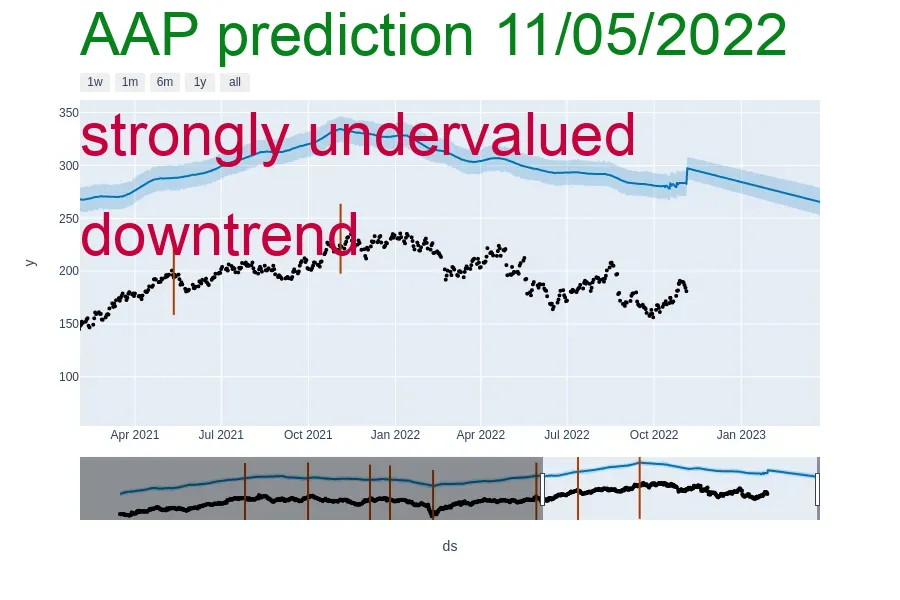 AAP prediction 11/05/2022
1w 1m 6m 1y all
350
strongly undervalued
300
250
downtrend
y
200
150
100
Apr 2021 Jul 2021 Oct 2021 Jan 2022 Apr 2022 Jul 2022 Oct 2022 Jan 2023
ds